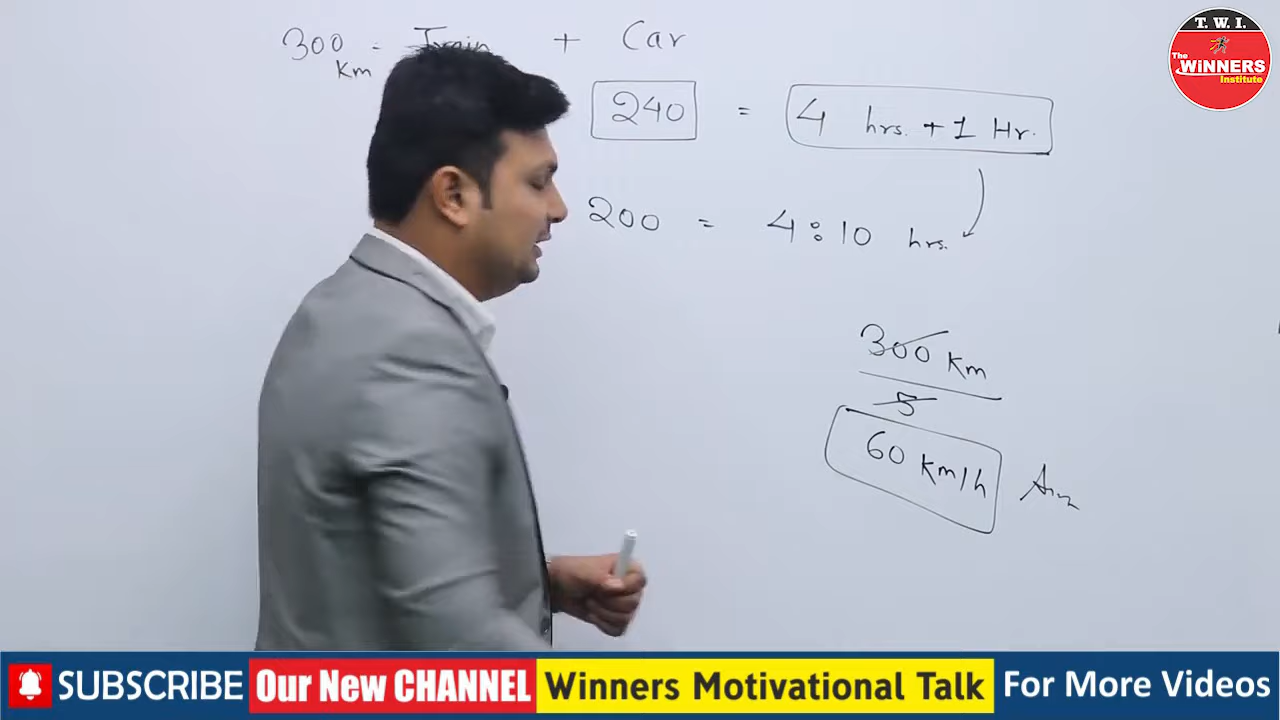 300 - Train + Car
Km
240 = 4 hrs. + 1 Hr.
200 = 4:10 hrs.
300 Km
5
60 Km/h Ans
T. W. I.
The
WINNERS
Institute
SUBSCRIBE Our New CHANNEL Winners Motivational Talk For More Videos